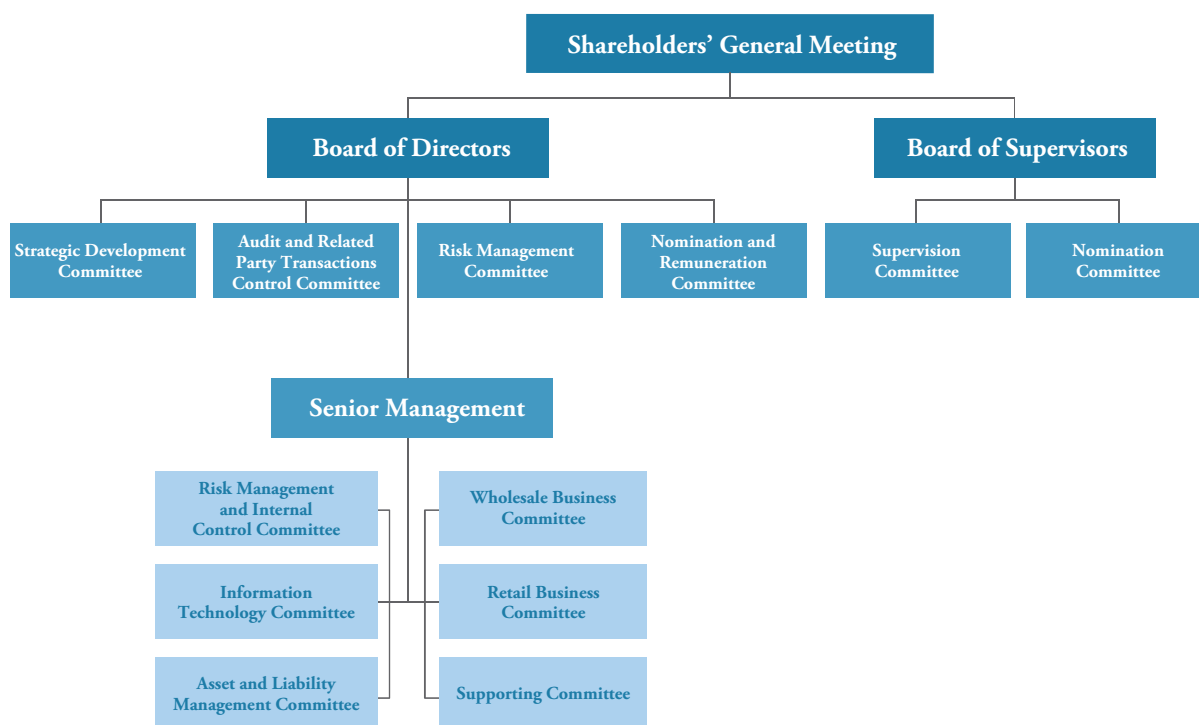 Shareholders’ General Meeting
Board of Directors
Board of Supervisors
Strategic Development
Committee
Audit and Related
Party Transactions
Control Committee
Risk Management
Committee
Nomination and
Remuneration
Committee
Supervision
Committee
Nomination
Committee
Senior Management
Risk Management
and Internal
Control Committee
Wholesale Business
Committee
Information
Technology Committee
Retail Business
Committee
Asset and Liability
Management Committee
Supporting Committee